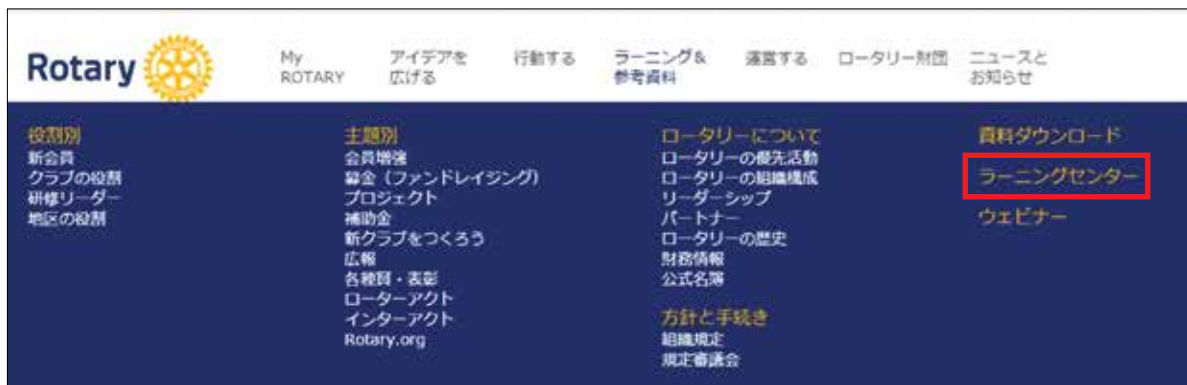 Rotary
My
ROTARY
アイデアを
広げる
行動する
ラーニング&
参考資料
運営する
ロータリー財団
ニュースと
お知らせ
役割別
新会員
クラブの役割
研修リーダー
地区の役割
主題別
会員増強
募金（ファンドレイジング）
プロジェクト
補助金
新クラブをつくろう
広報
各種賞・表彰
ローターアクト
インターアクト
Rotary.org
ロータリーについて
ロータリーの優先活動
ロータリーの組織構成
リーダーシップ
パートナー
ロータリーの歴史
財務情報
公式名簿
方針と手続き
組織規定
規定審議会
資料ダウンロード
ラーニングセンター
ウェビナー